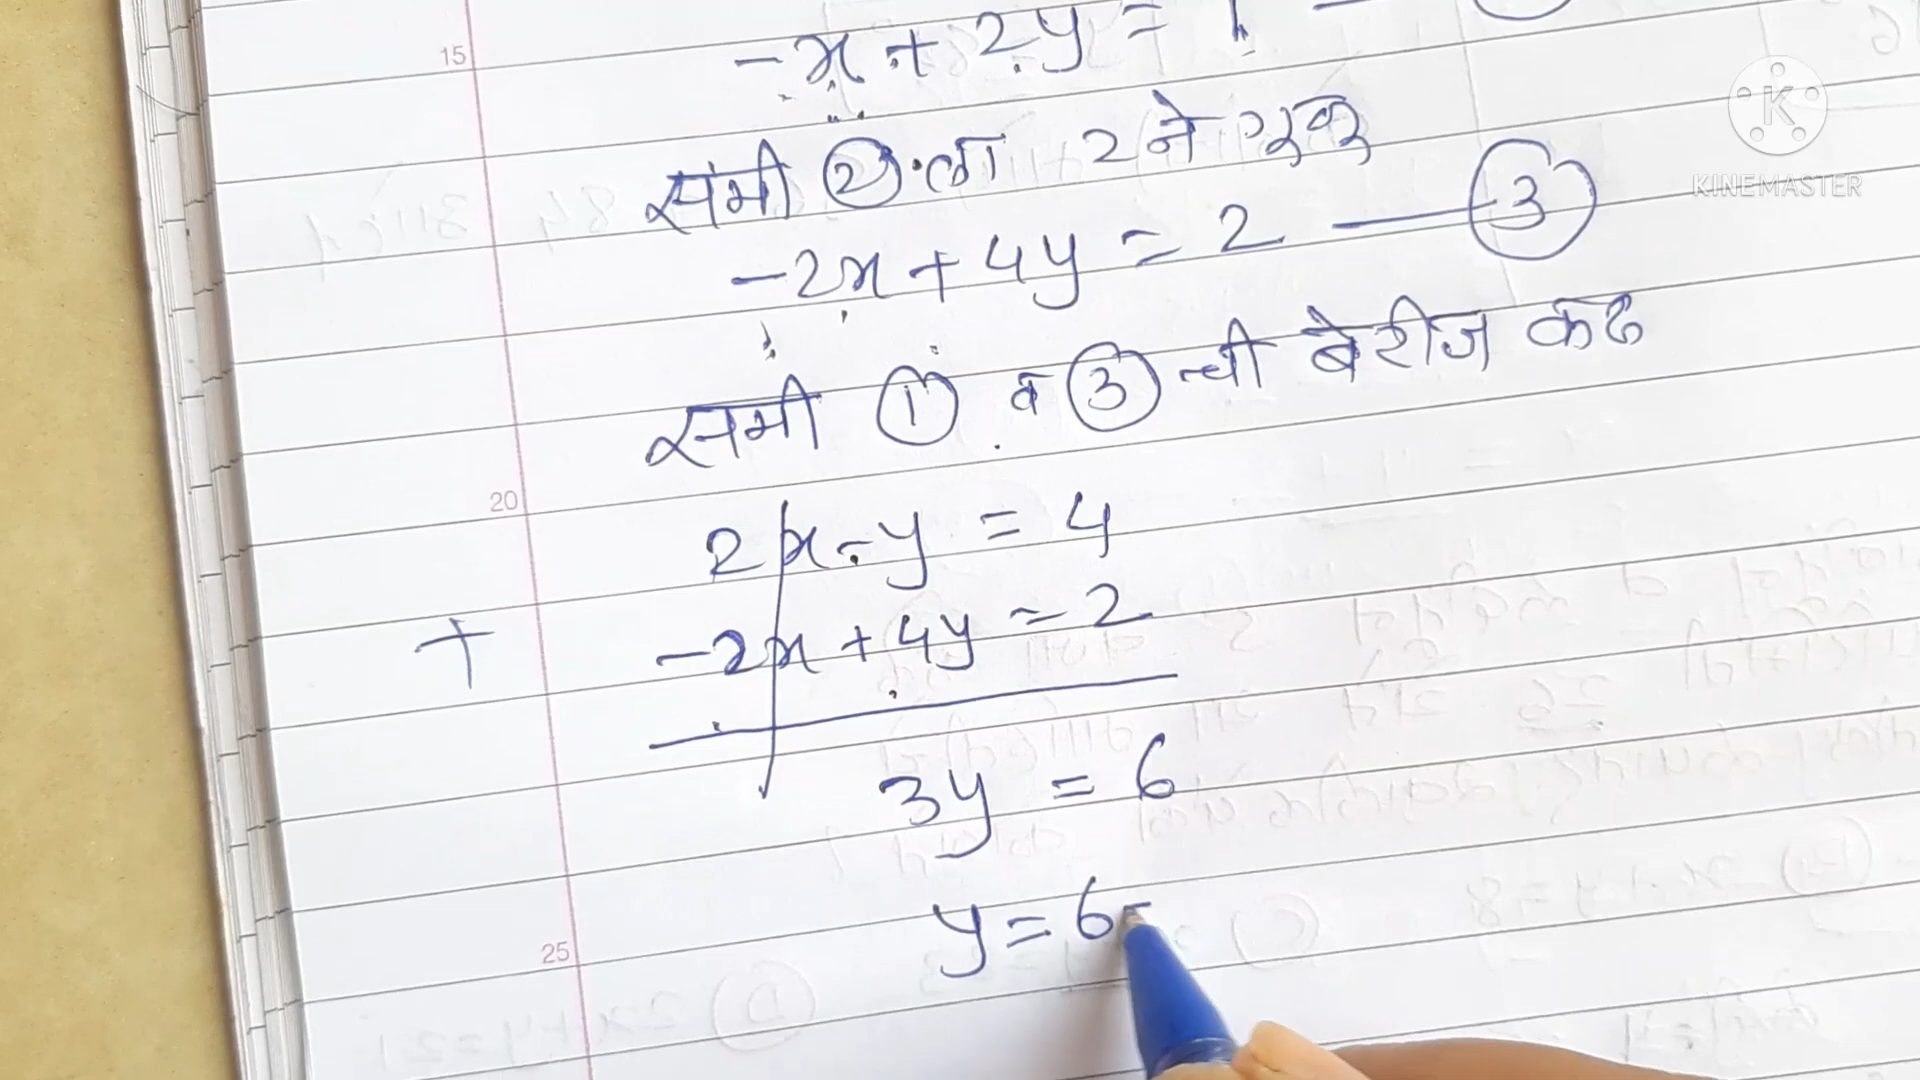 15
-x + 2y = 1
समी ② ला 2 ने गुणू
-2x + 4y = 2 — ③
KINEMASTER
समी ① व ③ ची बेरीज करू
20
2x - y = 4
+ -2x + 4y = 2
3y = 6
y = 6
25